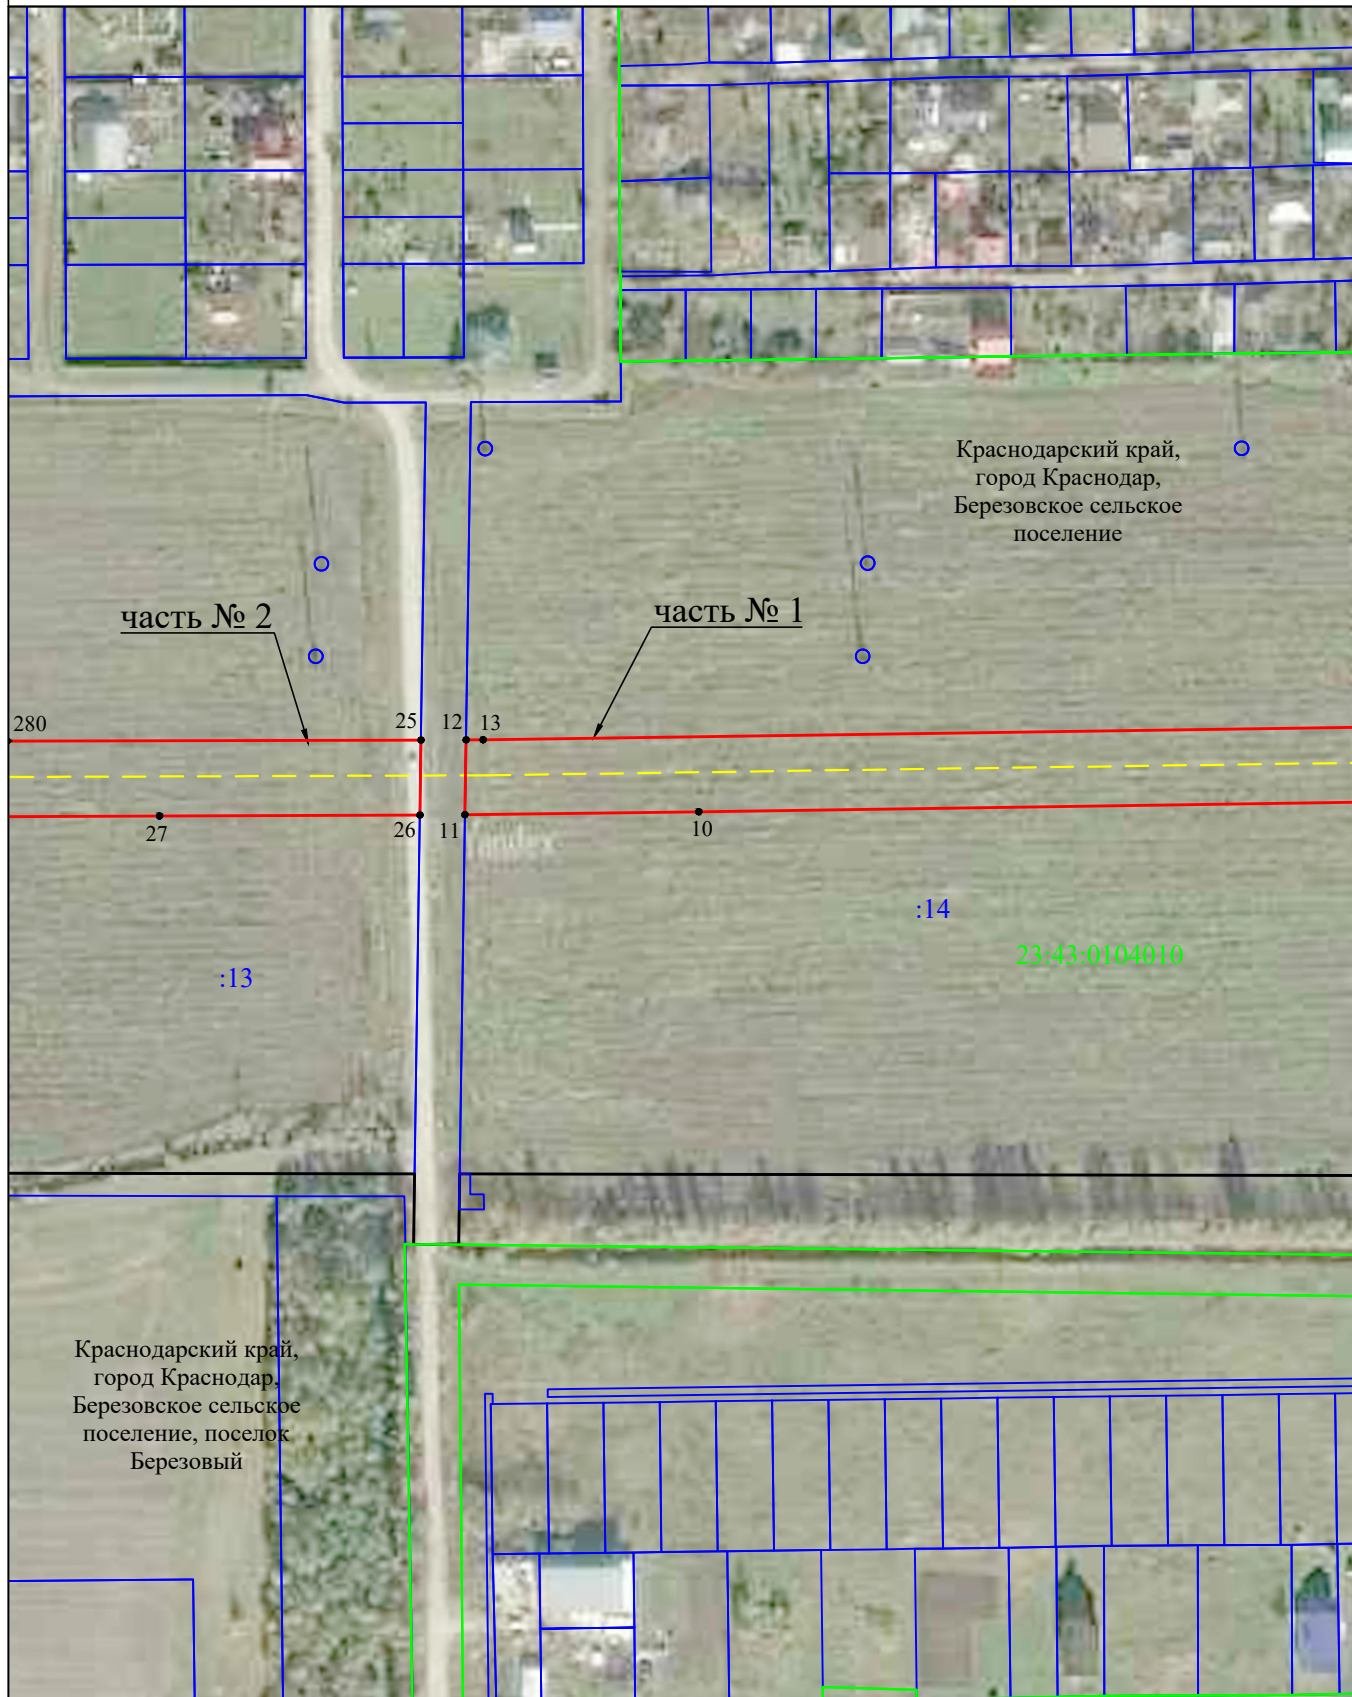 Краснодарский край,
город Краснодар,
Березовское сельское
поселение
часть № 2
часть № 1
280
25
12
13
27
26
11
10
Yandex
:14
23:43:0104010
:13
Краснодарский край,
город Краснодар,
Березовское сельское
поселение, поселок
Березовый